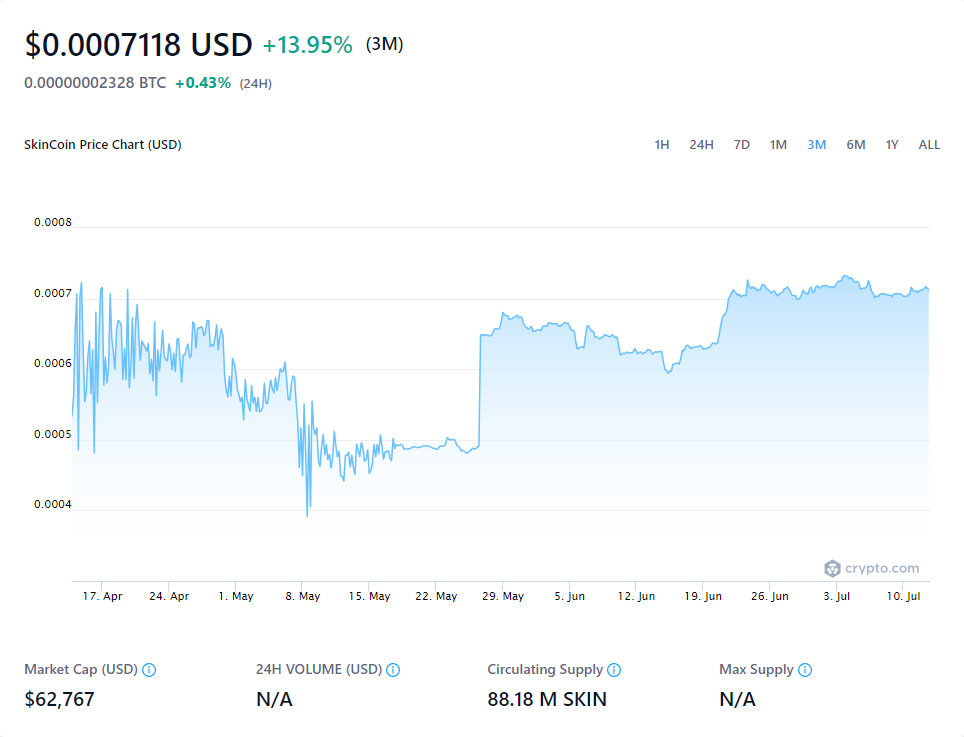 $0.0007118 USD +13.95% (3M)
0.00000002328 BTC +0.43% (24H)
SkinCoin Price Chart (USD) 1H 24H 7D 1M 3M 6M 1Y ALL
0.0008
0.0007
0.0006
0.0005
0.0004
crypto.com
17. Apr 24. Apr 1. May 8. May 15. May 22. May 29. May 5. Jun 12. Jun 19. Jun 26. Jun 3. Jul 10. Jul
Market Cap (USD) 24H VOLUME (USD) Circulating Supply Max Supply
$62,767 N/A 88.18 M SKIN N/A